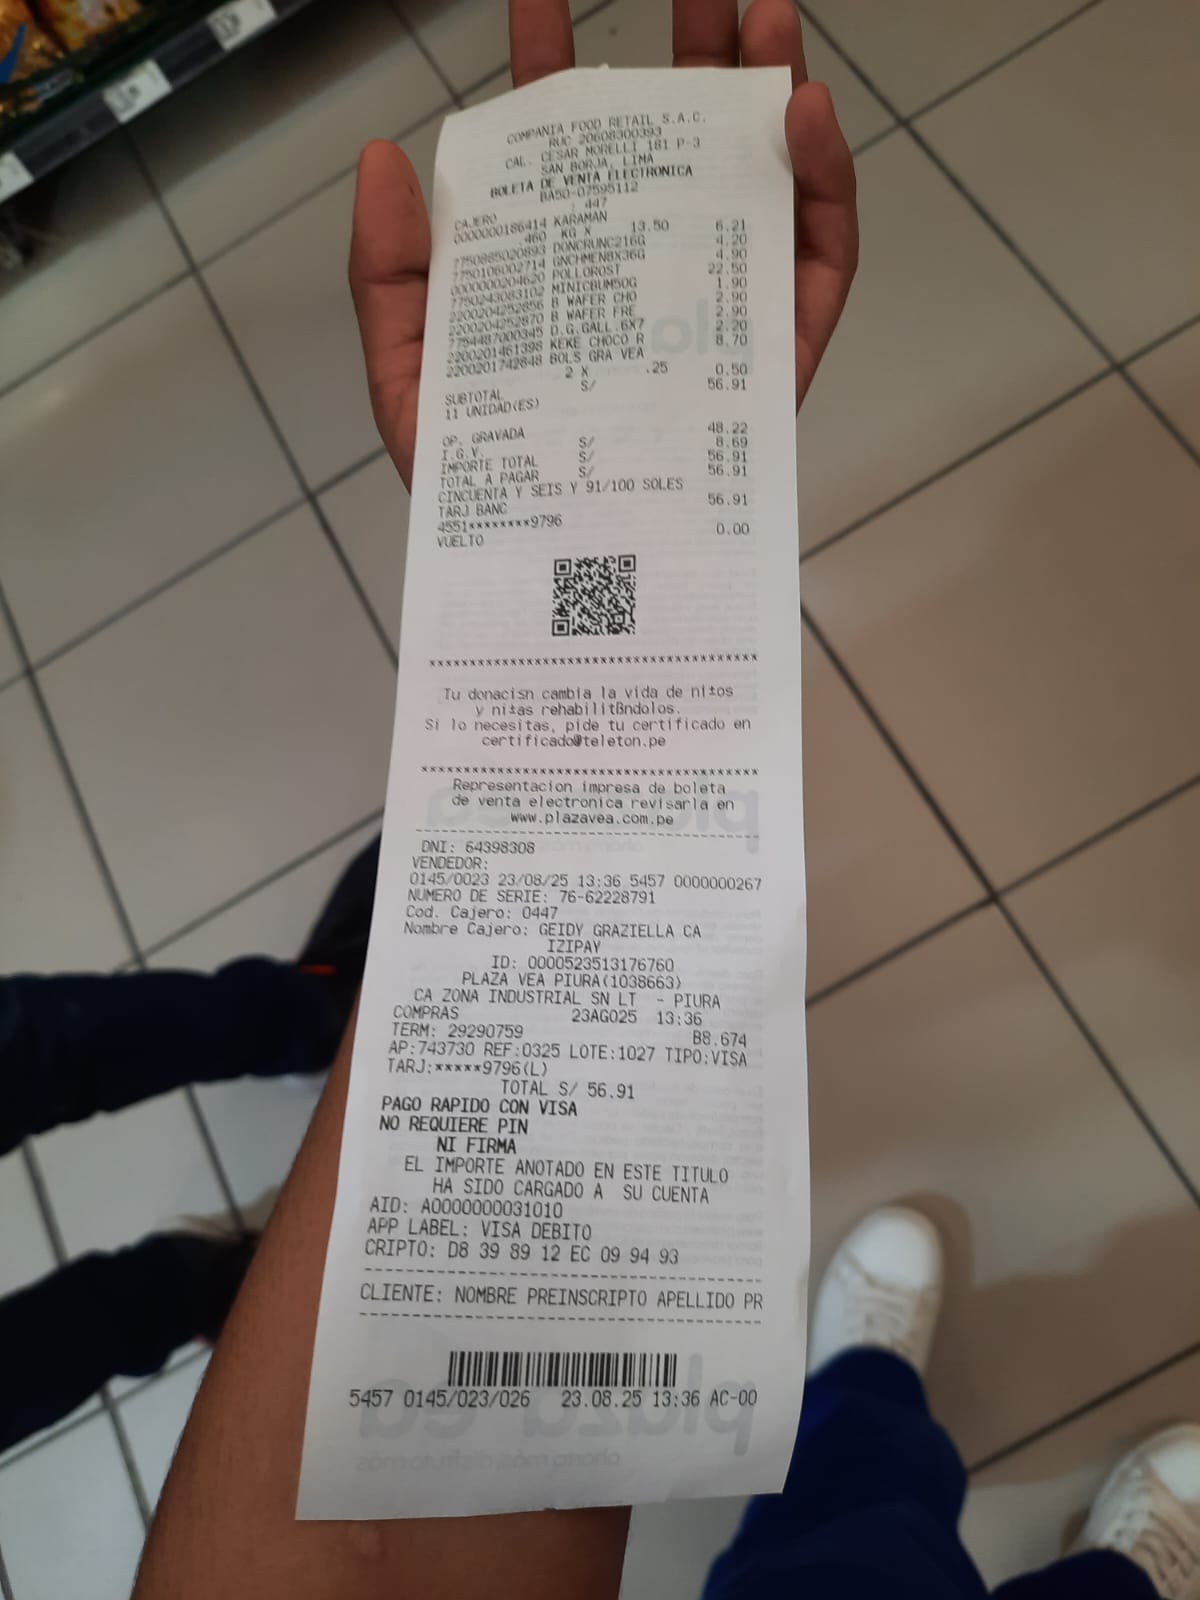 COMPANIA FOOD RETAIL S.A.C.
RUC 20608300393
CAL. CESAR MORELLI 181 P-3
SAN BORJA, LIMA
BOLETA DE VENTA ELECTRONICA
BA50-07595112
CAJERO : 447
0000000186414 KARAMAN
.460 KG X 13.50 6.21
7750885020893 DONCRUNC216G 4.20
7750106002714 GNCHMEN8X36G 4.90
0000000204620 POLLOROST 22.50
7750243083102 MINICBUM50G 1.90
2200204252856 B WAFER CHO 2.90
2200204252870 B WAFER FRE 2.90
7754487000345 D.G.GALL.6X7 2.20
2200201461398 KEKE CHOCO R 8.70
2200201742848 BOLS GRA VEA
2 X .25 0.50
SUBTOTAL S/ 56.91
11 UNIDAD(ES)
OP. GRAVADA 48.22
I.G.V. S/ 8.69
IMPORTE TOTAL S/ 56.91
TOTAL A PAGAR S/ 56.91
CINCUENTA Y SEIS Y 91/100 SOLES
TARJ BANC 56.91
4551********9796
VUELTO 0.00
***************************************
Tu donaci±n cambia la vida de ni±os
y ni±as rehabilitßndolos.
Si lo necesitas, pide tu certificado en
certificado@teleton.pe
***************************************
Representacion impresa de boleta
de venta electronica revisarla en
www.plazavea.com.pe
DNI: 64398308
VENDEDOR:
0145/0023 23/08/25 13:36 5457 0000000267
NUMERO DE SERIE: 76-62228791
Cod. Cajero: 0447
Nombre Cajero: GEIDY GRAZIELLA CA
IZIPAY
ID: 0000523513176760
PLAZA VEA PIURA(1038663)
CA ZONA INDUSTRIAL SN LT - PIURA
COMPRAS 23AGO25 13:36
TERM: 29290759 B8.674
AP:743730 REF:0325 LOTE:1027 TIPO:VISA
TARJ:*****9796(L)
TOTAL S/ 56.91
PAGO RAPIDO CON VISA
NO REQUIERE PIN
NI FIRMA
EL IMPORTE ANOTADO EN ESTE TITULO
HA SIDO CARGADO A SU CUENTA
AID: A0000000031010
APP LABEL: VISA DEBITO
CRIPTO: D8 39 89 12 EC 09 94 93
CLIENTE: NOMBRE PREINSCRIPTO APELLIDO PR
5457 0145/023/026 23.08.25 13:36 AC-00